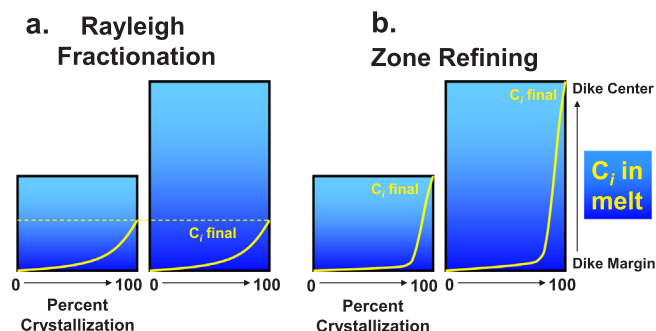 a. Rayleigh
Fractionation
C𝑖 final
0 100 0 100
Percent
Crystallization
b.
Zone Refining
C𝑖 final
C𝑖 final
0 100 0 100
Percent
Crystallization
Dike Center
C𝑖 in
melt
Dike Margin